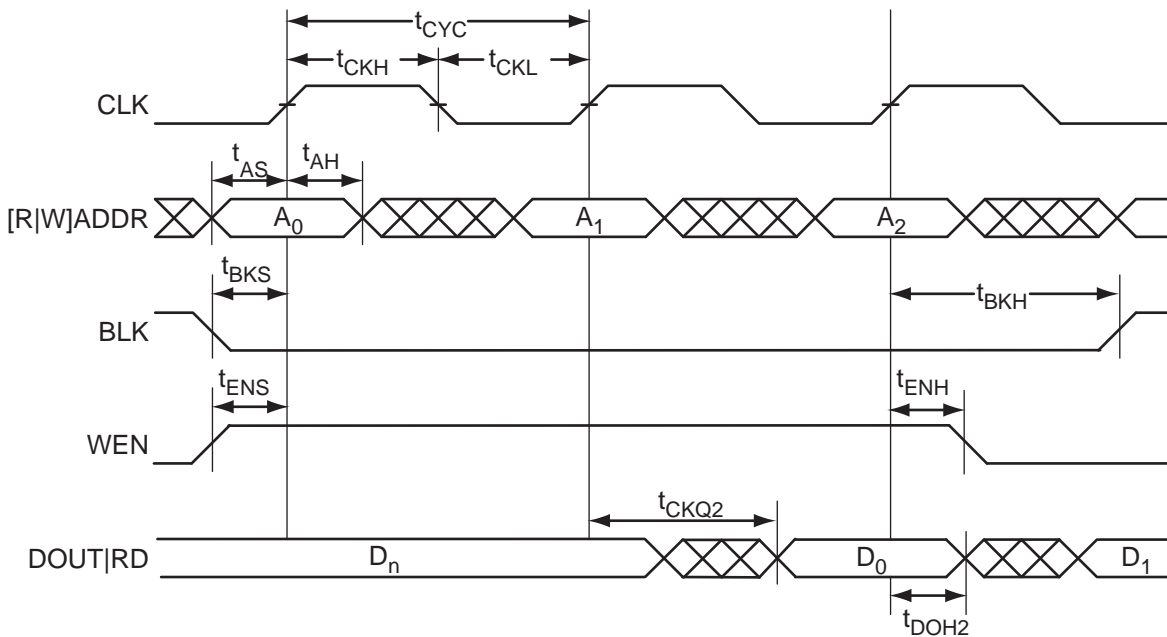 tCYC
tCKH tCKL
CLK
tAS tAH
[R|W]ADDR A0 A1 A2
tBKS tBKH
BLK
tENS tENH
WEN
tCKQ2
DOUT|RD Dn D0 D1
tDOH2